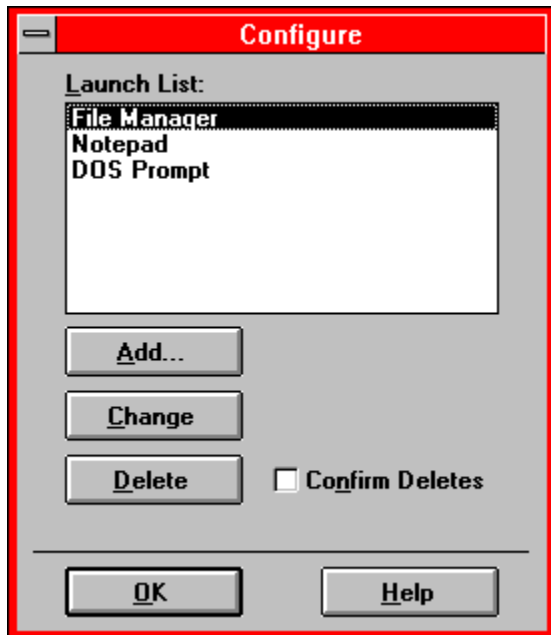 Configure
Launch List:
File Manager
Notepad
DOS Prompt
Add...
Change
Delete
Confirm Deletes
OK
Help